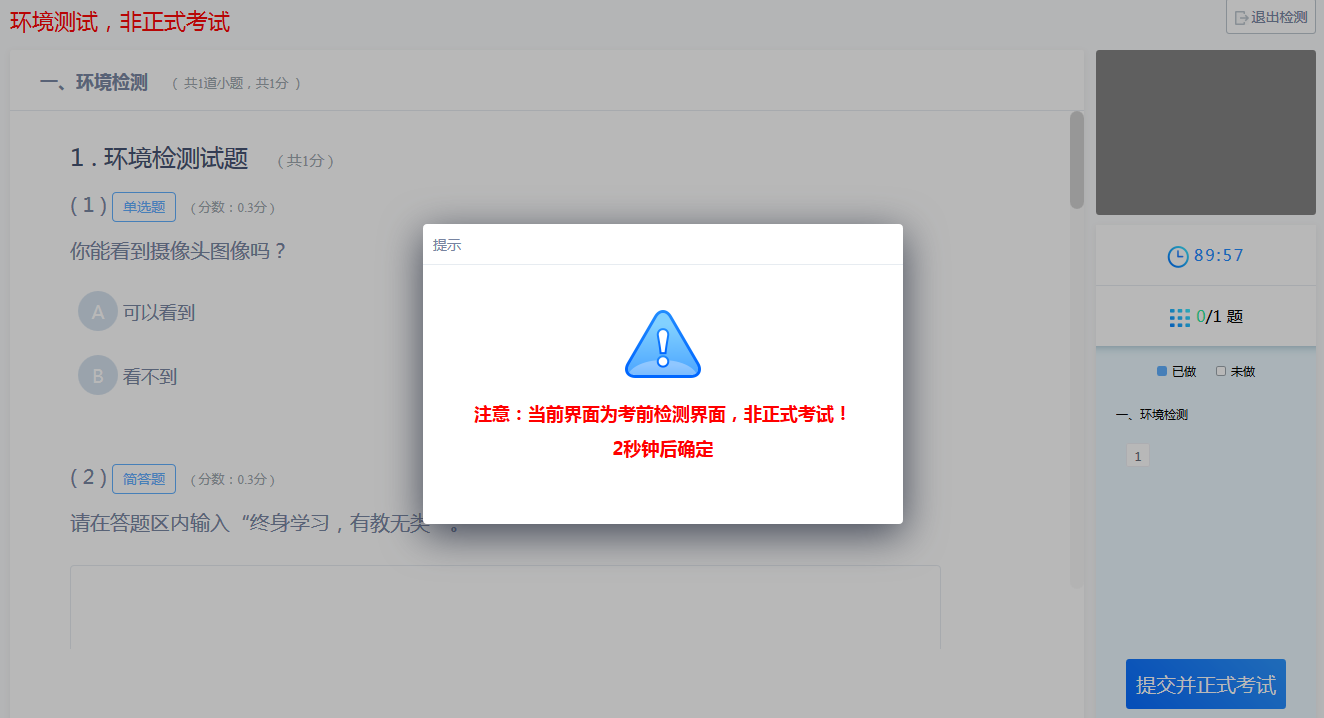 环境测试，非正式考试
退出检测
一、环境检测 （ 共1道小题，共1分 ）
1 . 环境检测试题 （ 共1分 ）
( 1 ) 单选题 （ 分数：0.3分 ）
你能看到摄像头图像吗？
A 可以看到
B 看不到
( 2 ) 简答题 （ 分数：0.3分 ）
请在答题区内输入“终身学习，有教无类”。
提示
注意：当前界面为考前检测界面，非正式考试！
2秒钟后确定
89:57
0/1 题
已做 未做
一、环境检测
1
提交并正式考试